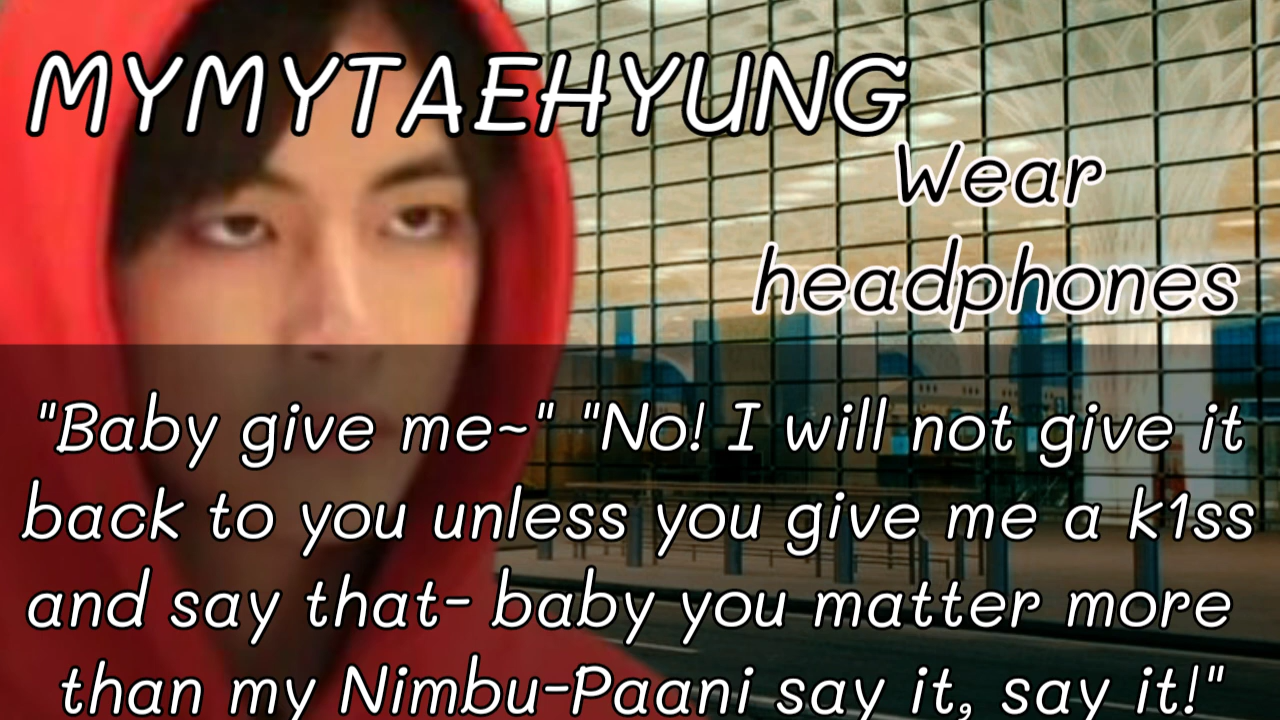 MYMYTAEHYUNG
Wear
headphones
"Baby give me~" "No! I will not give it
back to you unless you give me a k1ss
and say that- baby you matter more
than my Nimbu-Paani say it, say it!"